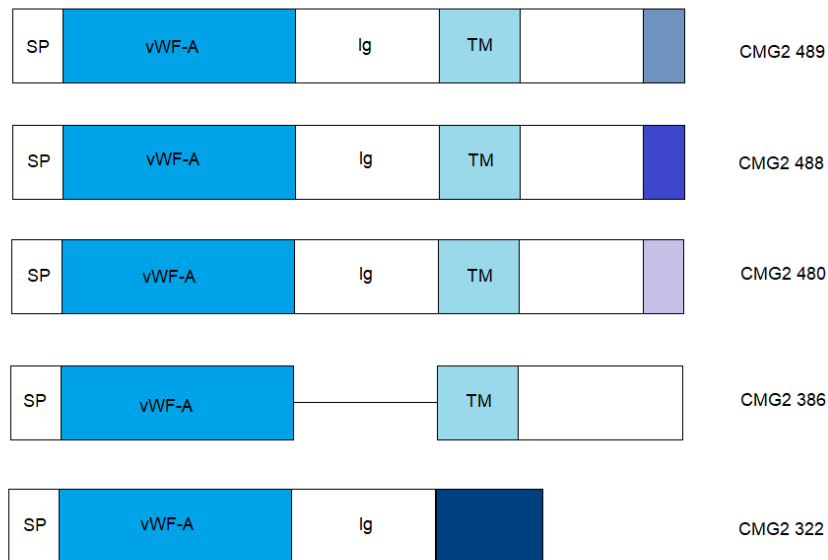 SP vWF-A Ig TM CMG2 489
SP vWF-A Ig TM CMG2 488
SP vWF-A Ig TM CMG2 480
SP vWF-A TM CMG2 386
SP vWF-A Ig CMG2 322